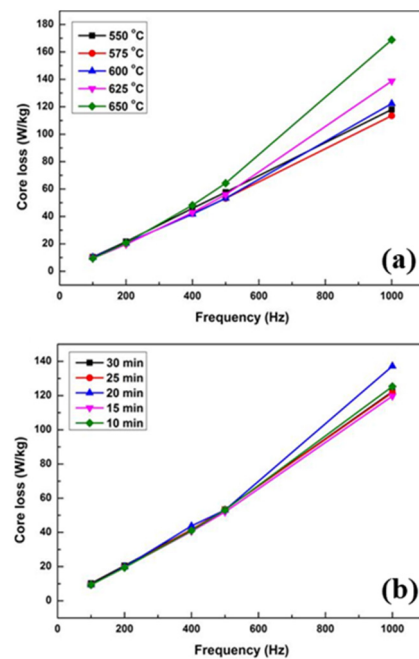 180
160
140
120
100
80
60
40
20
0
Core loss (W/kg)
550 °C
575 °C
600 °C
625 °C
650 °C
(a)
0 200 400 600 800 1000
Frequency (Hz)
140
120
100
80
60
40
20
0
Core loss (W/kg)
30 min
25 min
20 min
15 min
10 min
(b)
0 200 400 600 800 1000
Frequency (Hz)